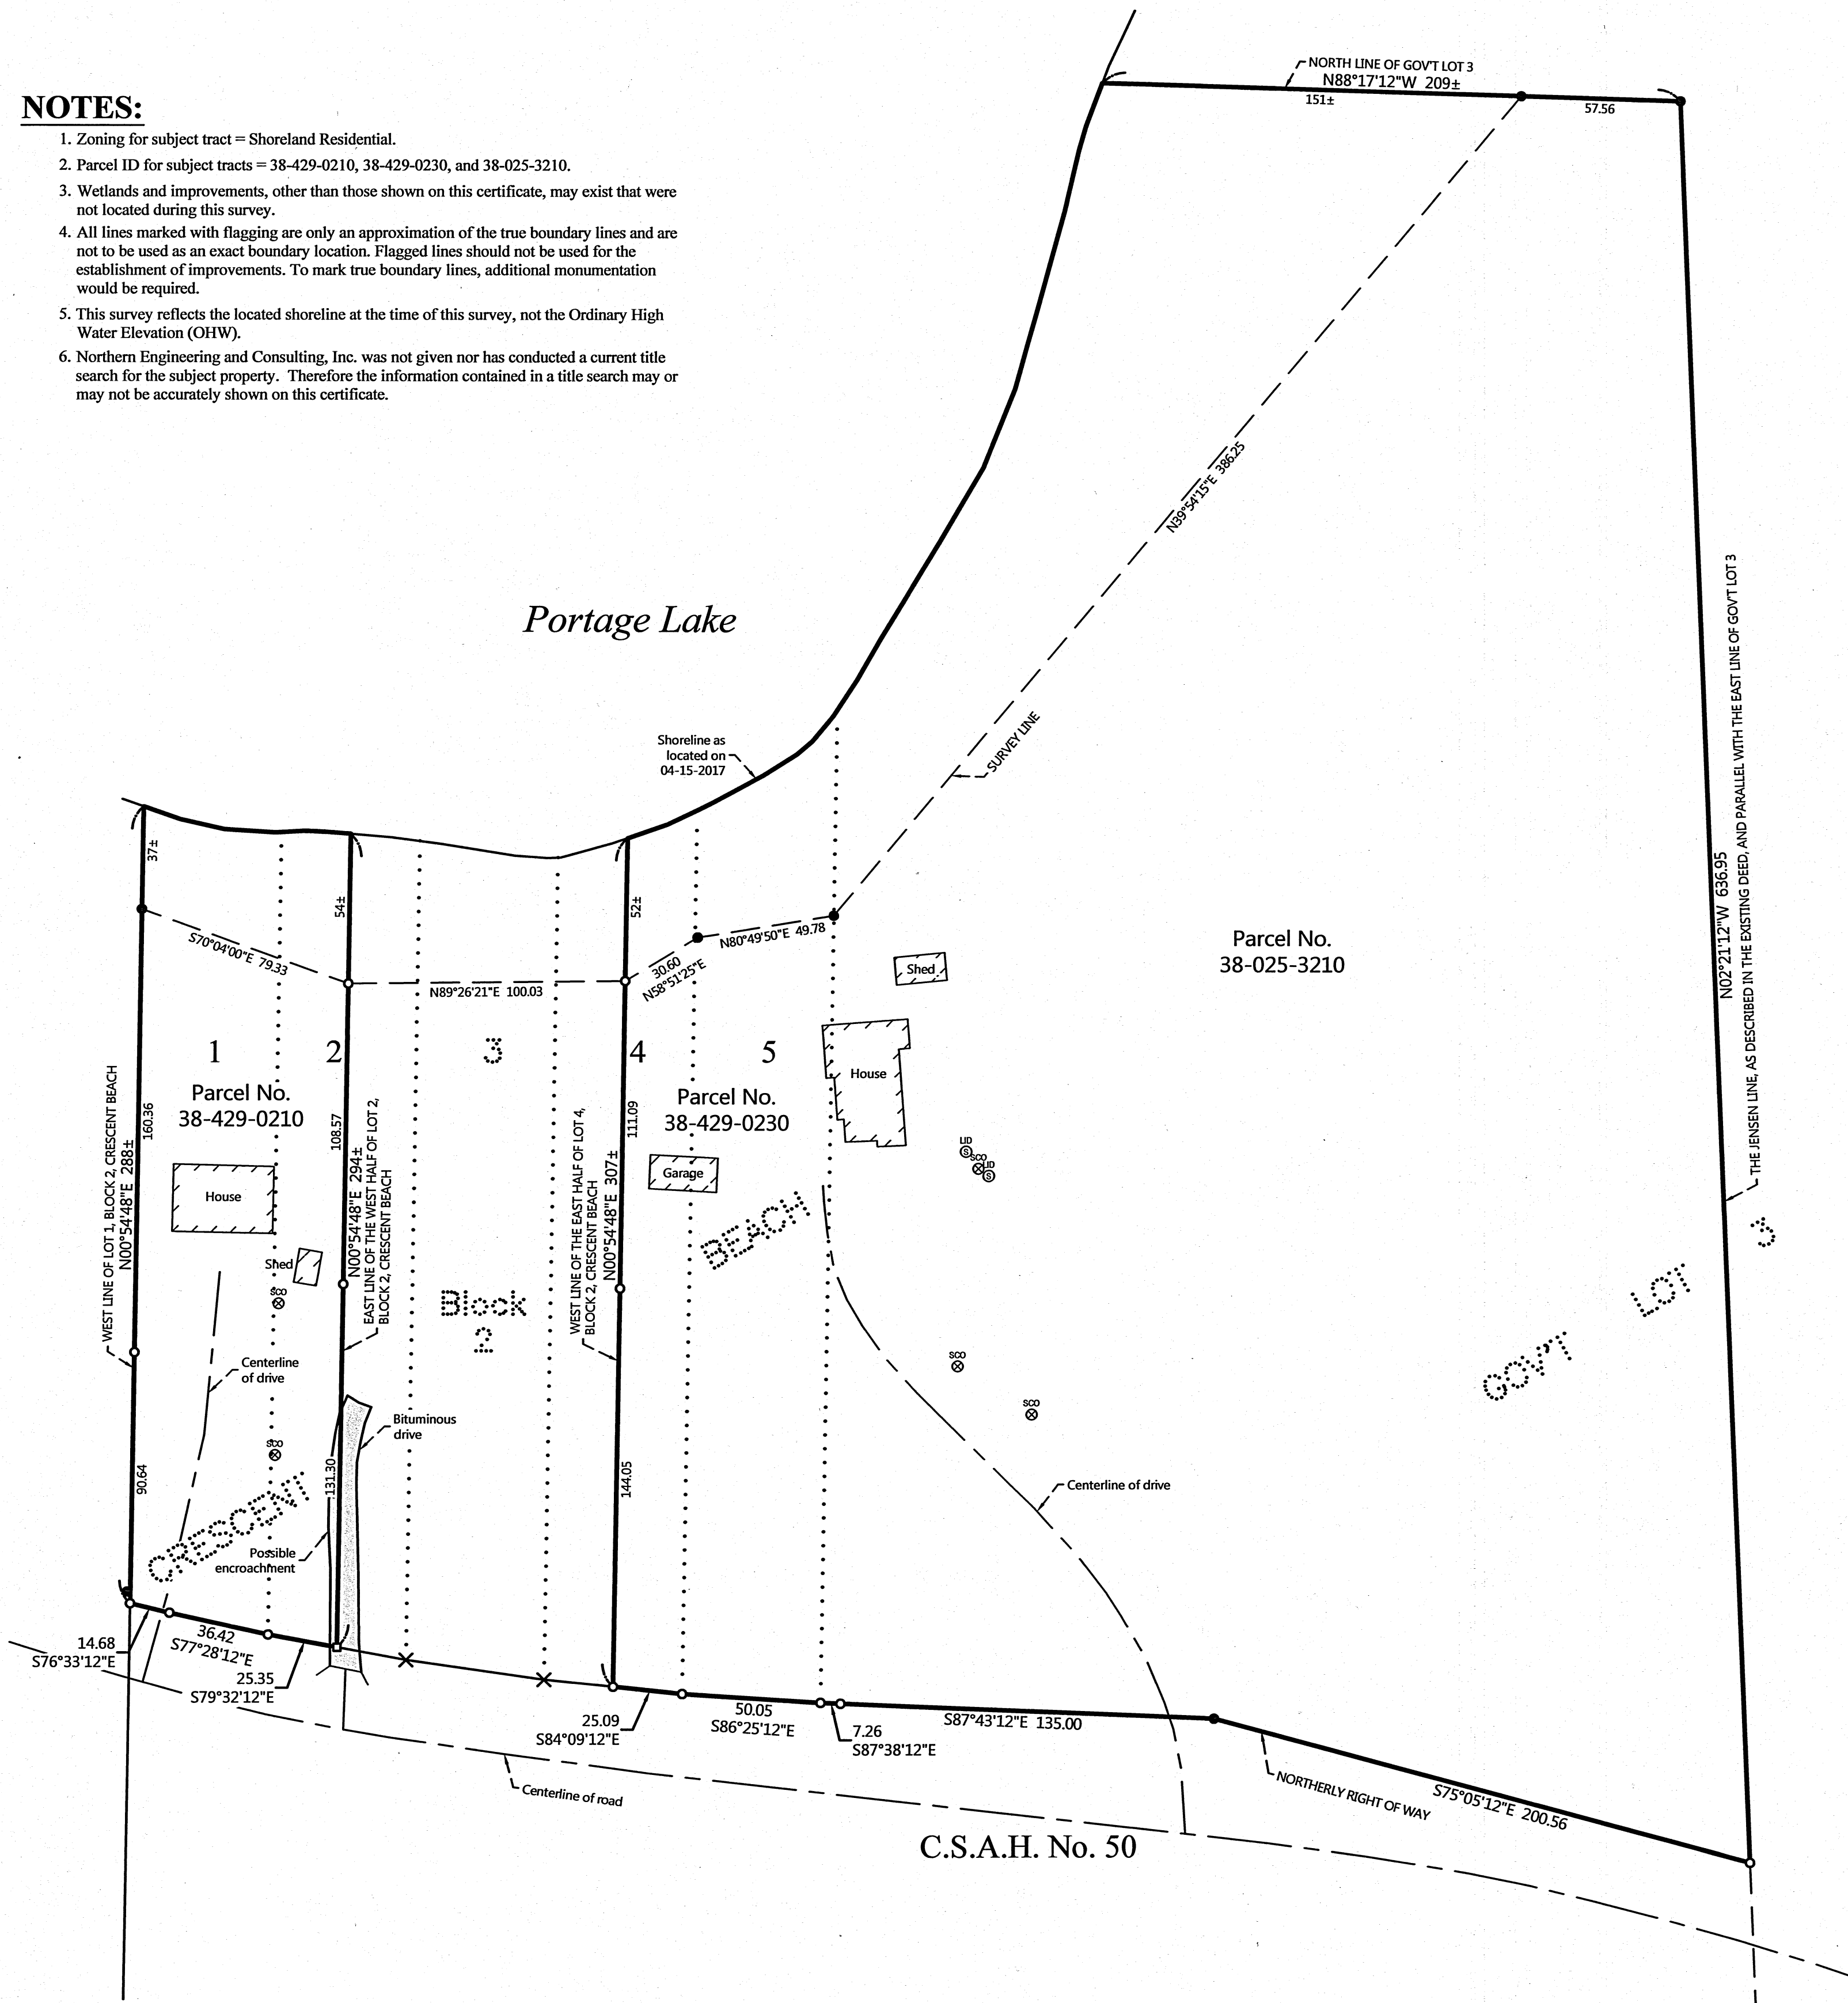 NOTES:
1. Zoning for subject tract = Shoreland Residential.
2. Parcel ID for subject tracts = 38-429-0210, 38-429-0230, and 38-025-3210.
3. Wetlands and improvements, other than those shown on this certificate, may exist that were
not located during this survey.
4. All lines marked with flagging are only an approximation of the true boundary lines and are
not to be used as an exact boundary location. Flagged lines should not be used for the
establishment of improvements. To mark true boundary lines, additional monumentation
would be required.
5. This survey reflects the located shoreline at the time of this survey, not the Ordinary High
Water Elevation (OHW).
6. Northern Engineering and Consulting, Inc. was not given nor has conducted a current title
search for the subject property. Therefore the information contained in a title search may or
may not be accurately shown on this certificate.
NORTH LINE OF GOV'T LOT 3
N88°17'12"W 209±
151±
57.56
N39°54'15"E 386.25
Portage Lake
SURVEY LINE
Shoreline as
located on
04-15-2017
37±
54±
52±
S70°04'00"E 79.33
N89°26'21"E 100.03
30.60
N58°51'25"E
N80°49'50"E 49.78
Shed
Parcel No.
38-025-3210
N02°21'12"W 636.95
THE JENSEN LINE, AS DESCRIBED IN THE EXISTING DEED, AND PARALLEL WITH THE EAST LINE OF GOV'T LOT 3
1
2
3
4
5
House
Parcel No.
38-429-0210
Parcel No.
38-429-0230
WEST LINE OF LOT 1, BLOCK 2, CRESCENT BEACH
N00°54'48"E 288±
160.36
108.57
N00°54'48"E 294±
EAST LINE OF THE WEST HALF OF LOT 2,
BLOCK 2, CRESCENT BEACH
WEST LINE OF THE EAST HALF OF LOT 4,
BLOCK 2, CRESCENT BEACH
N00°54'48"E 307±
111.09
Garage
LID
S
SCO
LID
S
House
Shed
SCO
BEACH
Block
2
GOV'T LOT 3
Centerline
of drive
SCO
SCO
Bituminous
drive
SCO
90.64
131.30
144.05
Centerline of drive
CRESCENT
Possible
encroachment
14.68
S76°33'12"E
36.42
S77°28'12"E
25.35
S79°32'12"E
25.09
S84°09'12"E
50.05
S86°25'12"E
7.26
S87°38'12"E
S87°43'12"E 135.00
NORTHERLY RIGHT OF WAY
S75°05'12"E 200.56
Centerline of road
C.S.A.H. No. 50